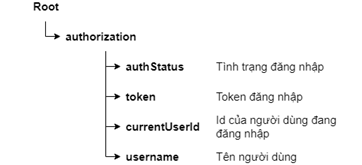 Root
authorization
authStatus Tình trạng đăng nhập
token Token đăng nhập
currentUserId Id của người dùng đang
đăng nhập
username Tên người dùng